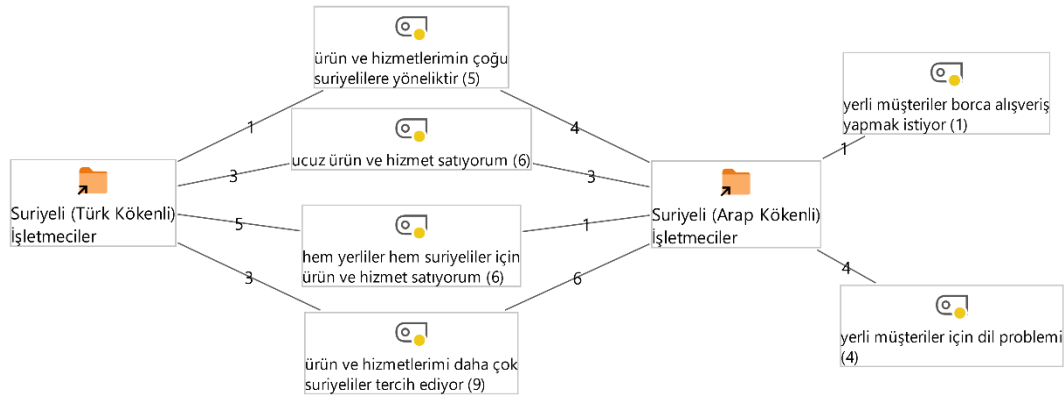 ürün ve hizmetlerimin çoğu
suriyelilere yöneliktir (5)
yerli müşteriler borca alışveriş
yapmak istiyor (1)
1
4
1
ucuz ürün ve hizmet satıyorum (6)
3
3
Suriyeli (Türk Kökenli)
İşletmeciler
Suriyeli (Arap Kökenli)
İşletmeciler
5
1
hem yerliler hem suriyeliler için
ürün ve hizmet satıyorum (6)
3
6
4
yerli müşteriler için dil problemi
(4)
ürün ve hizmetlerimi daha çok
suriyeliler tercih ediyor (9)